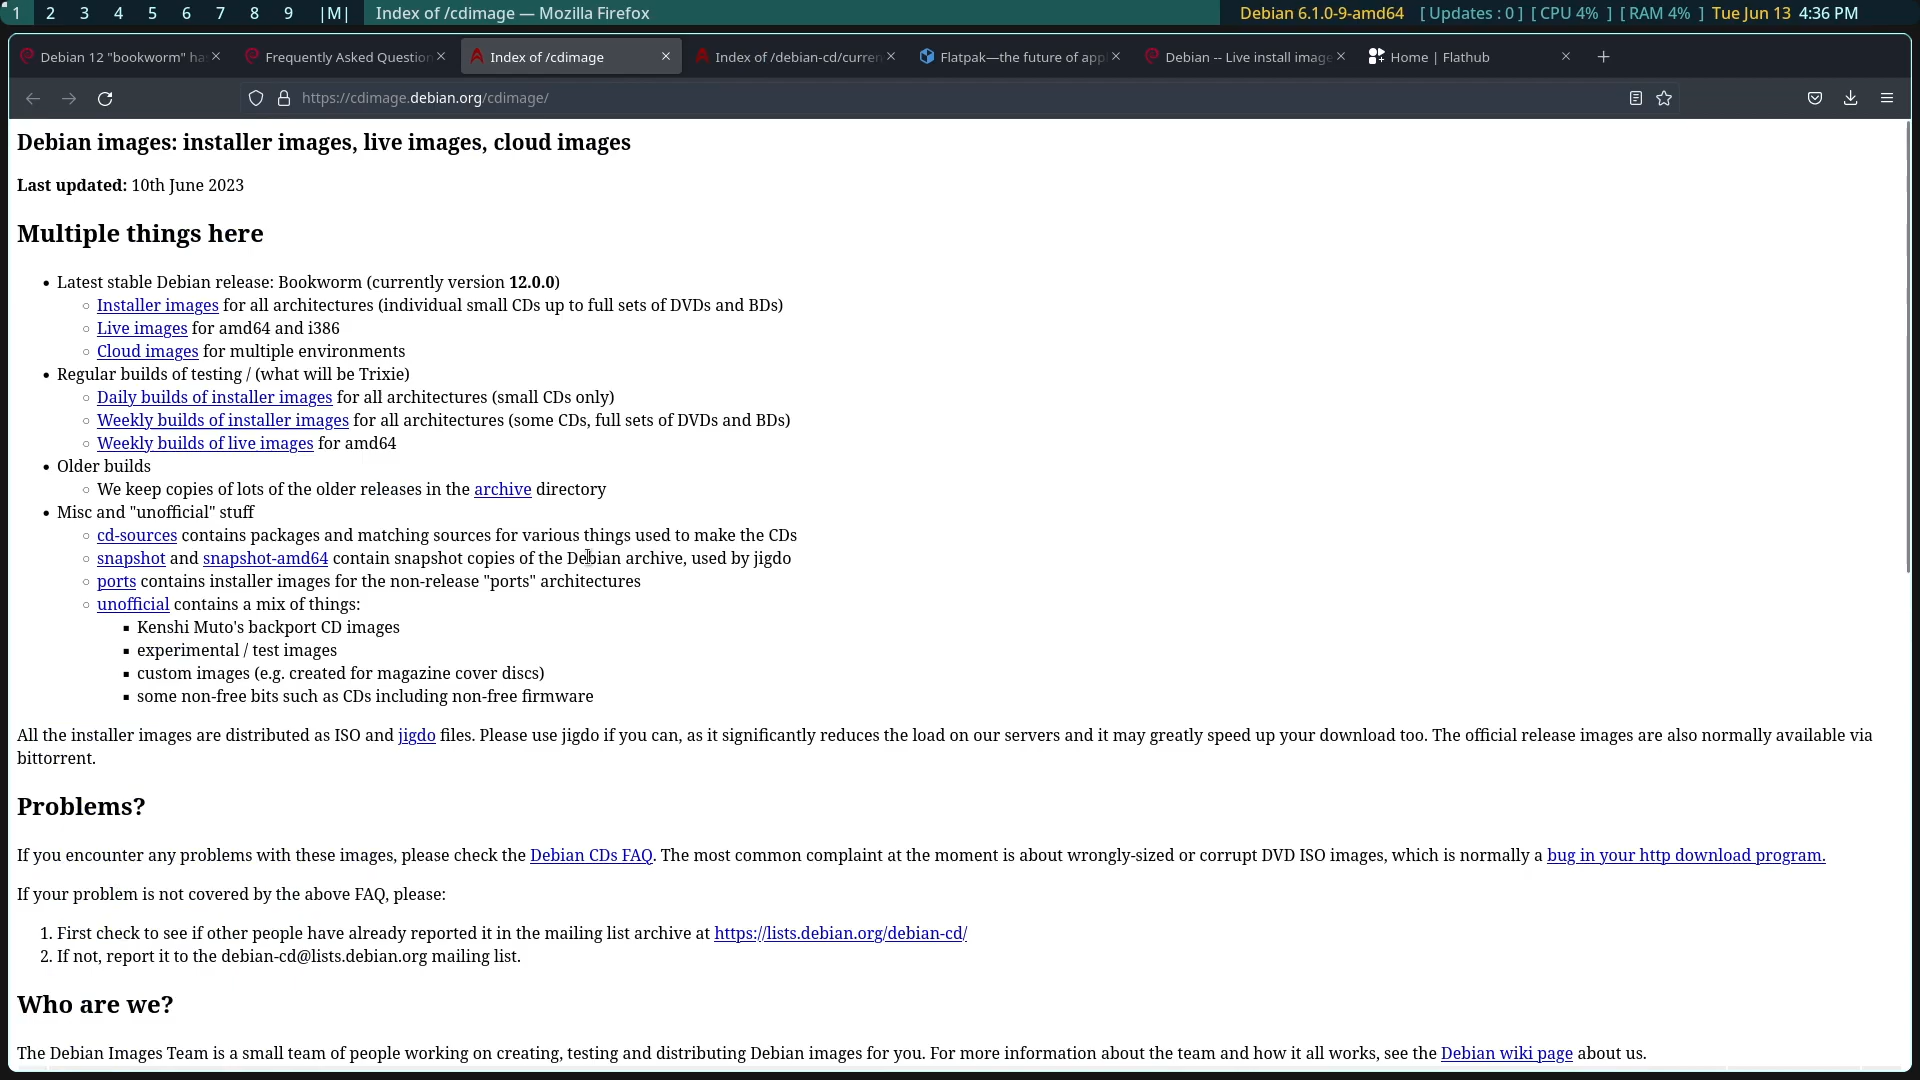 1 2 3 4 5 6 7 8 9 |M| Index of /cdimage — Mozilla Firefox Debian 6.1.0-9-amd64 [ Updates : 0 ] [ CPU 4% ] [ RAM 4% ] Tue Jun 13 4:36 PM
Debian 12 "bookworm" ha Frequently Asked Question Index of /cdimage Index of /debian-cd/curren Flatpak—the future of app Debian -- Live install image Home | Flathub
https://cdimage.debian.org/cdimage/
Debian images: installer images, live images, cloud images
Last updated: 10th June 2023
Multiple things here
• Latest stable Debian release: Bookworm (currently version 12.0.0)
○ Installer images for all architectures (individual small CDs up to full sets of DVDs and BDs)
○ Live images for amd64 and i386
○ Cloud images for multiple environments
• Regular builds of testing / (what will be Trixie)
○ Daily builds of installer images for all architectures (small CDs only)
○ Weekly builds of installer images for all architectures (some CDs, full sets of DVDs and BDs)
○ Weekly builds of live images for amd64
• Older builds
○ We keep copies of lots of the older releases in the archive directory
• Misc and "unofficial" stuff
○ cd-sources contains packages and matching sources for various things used to make the CDs
○ snapshot and snapshot-amd64 contain snapshot copies of the Debian archive, used by jigdo
○ ports contains installer images for the non-release "ports" architectures
○ unofficial contains a mix of things:
▪ Kenshi Muto's backport CD images
▪ experimental / test images
▪ custom images (e.g. created for magazine cover discs)
▪ some non-free bits such as CDs including non-free firmware
All the installer images are distributed as ISO and jigdo files. Please use jigdo if you can, as it significantly reduces the load on our servers and it may greatly speed up your download too. The official release images are also normally available via
bittorrent.
Problems?
If you encounter any problems with these images, please check the Debian CDs FAQ. The most common complaint at the moment is about wrongly-sized or corrupt DVD ISO images, which is normally a bug in your http download program.
If your problem is not covered by the above FAQ, please:
1. First check to see if other people have already reported it in the mailing list archive at https://lists.debian.org/debian-cd/
2. If not, report it to the debian-cd@lists.debian.org mailing list.
Who are we?
The Debian Images Team is a small team of people working on creating, testing and distributing Debian images for you. For more information about the team and how it all works, see the Debian wiki page about us.